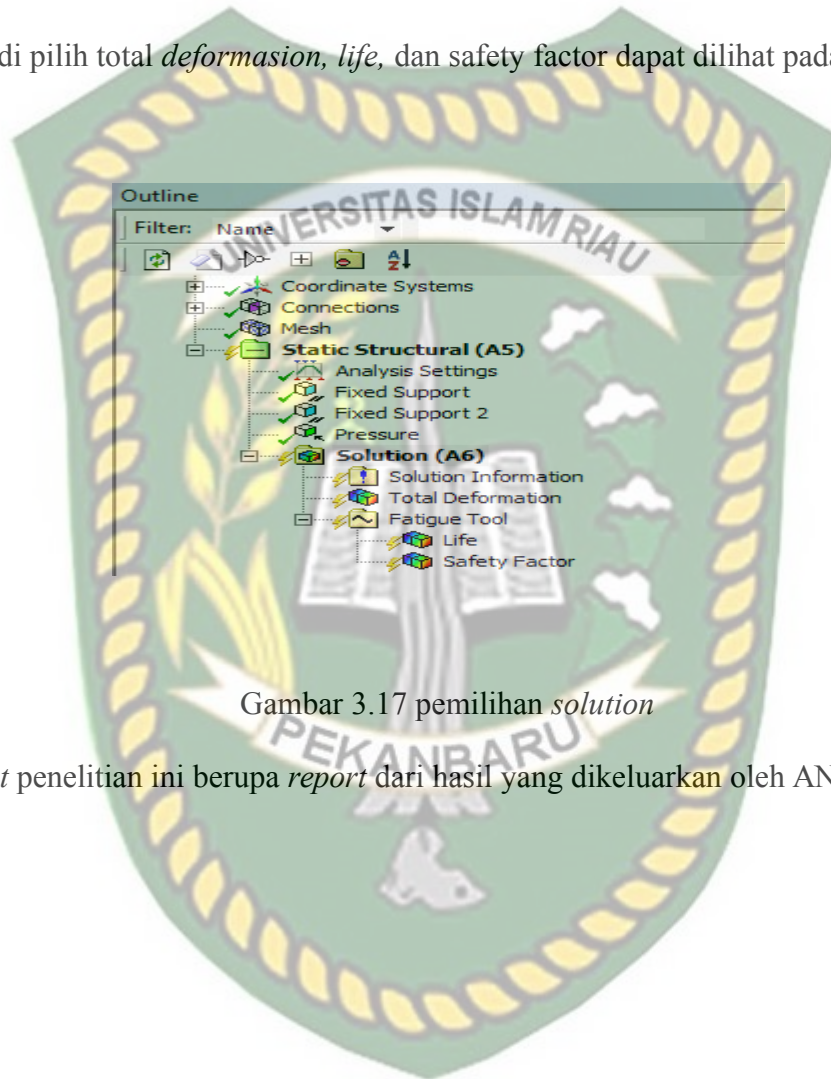 di pilih total deformasion, life, dan safety factor dapat dilihat pada
Outline
Filter: Name
UNIVERSITAS ISLAM RIAU
Coordinate Systems
Connections
Mesh
Static Structural (A5)
Analysis Settings
Fixed Support
Fixed Support 2
Pressure
Solution (A6)
Solution Information
Total Deformation
Fatigue Tool
Life
Safety Factor
Gambar 3.17 pemilihan solution
PEKANBARU
t penelitian ini berupa report dari hasil yang dikeluarkan oleh AN